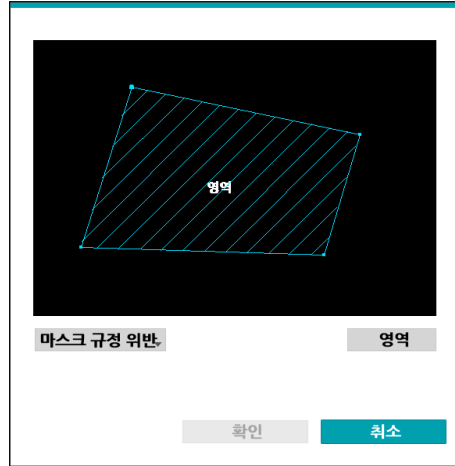 영역
마스크 규정 위반
영역
확인
취소